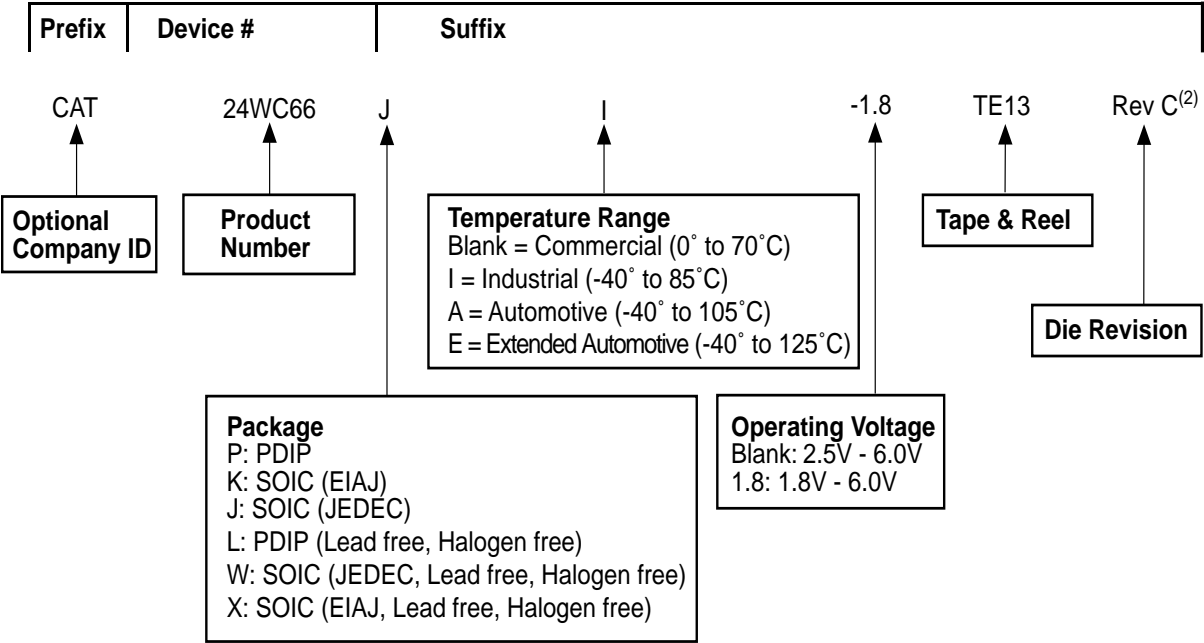 Prefix Device # Suffix
CAT 24WC66 J I -1.8 TE13 Rev C(2)
Optional
Company ID
Product
Number
Temperature Range
Blank = Commercial (0˚ to 70˚C)
I = Industrial (-40˚ to 85˚C)
A = Automotive (-40˚ to 105˚C)
E = Extended Automotive (-40˚ to 125˚C)
Tape & Reel
Die Revision
Package
P: PDIP
K: SOIC (EIAJ)
J: SOIC (JEDEC)
L: PDIP (Lead free, Halogen free)
W: SOIC (JEDEC, Lead free, Halogen free)
X: SOIC (EIAJ, Lead free, Halogen free)
Operating Voltage
Blank: 2.5V - 6.0V
1.8: 1.8V - 6.0V